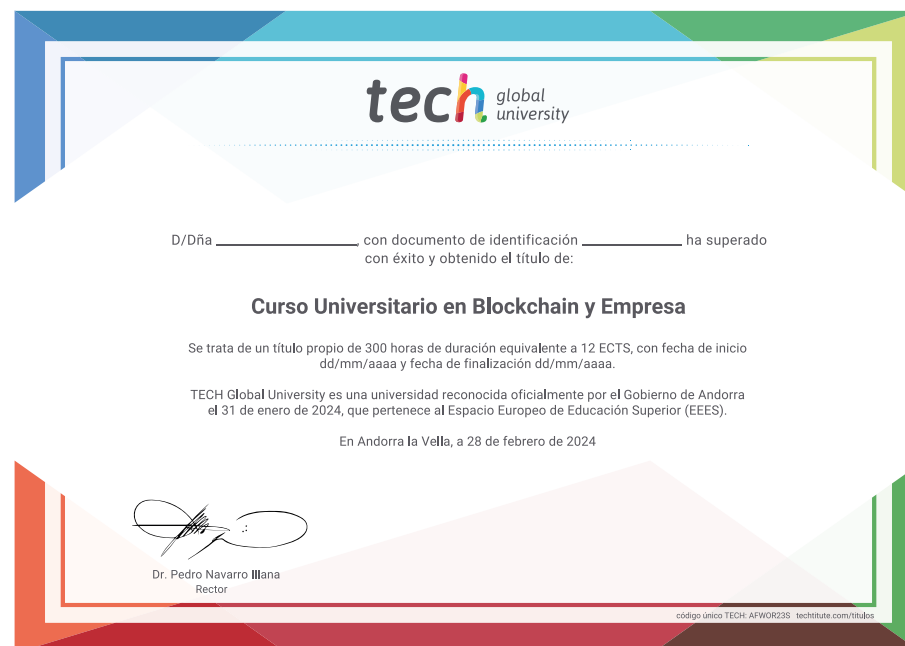 tech global university
D/Dña ____________, con documento de identificación ____________ ha superado
con éxito y obtenido el título de:
Curso Universitario en Blockchain y Empresa
Se trata de un título propio de 300 horas de duración equivalente a 12 ECTS, con fecha de inicio
dd/mm/aaaa y fecha de finalización dd/mm/aaaa.
TECH Global University es una universidad reconocida oficialmente por el Gobierno de Andorra
el 31 de enero de 2024, que pertenece al Espacio Europeo de Educación Superior (EEES).
En Andorra la Vella, a 28 de febrero de 2024
Dr. Pedro Navarro Illana
Rector
código único TECH: AFWOR23S techtitute.com/titulos